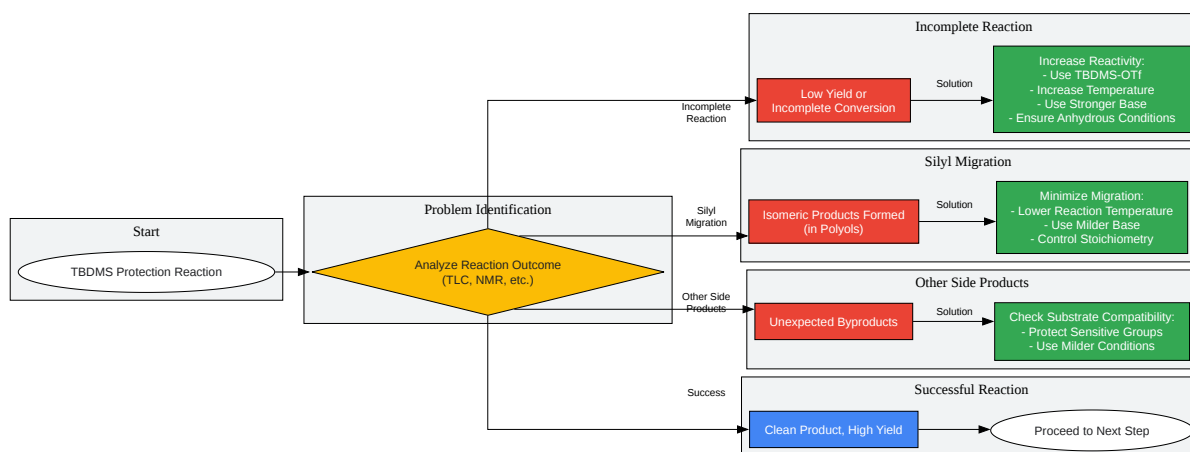 Start
TBDMS Protection Reaction
Problem Identification
Analyze Reaction Outcome
(TLC, NMR, etc.)
Incomplete
Reaction
Incomplete Reaction
Low Yield or
Incomplete Conversion
Solution
Increase Reactivity:
- Use TBDMS-OTf
- Increase Temperature
- Use Stronger Base
- Ensure Anhydrous Conditions
Silyl
Migration
Silyl Migration
Isomeric Products Formed
(in Polyols)
Solution
Minimize Migration:
- Lower Reaction Temperature
- Use Milder Base
- Control Stoichiometry
Other Side
Products
Other Side Products
Unexpected Byproducts
Solution
Check Substrate Compatibility:
- Protect Sensitive Groups
- Use Milder Conditions
Success
Successful Reaction
Clean Product, High Yield
Proceed to Next Step